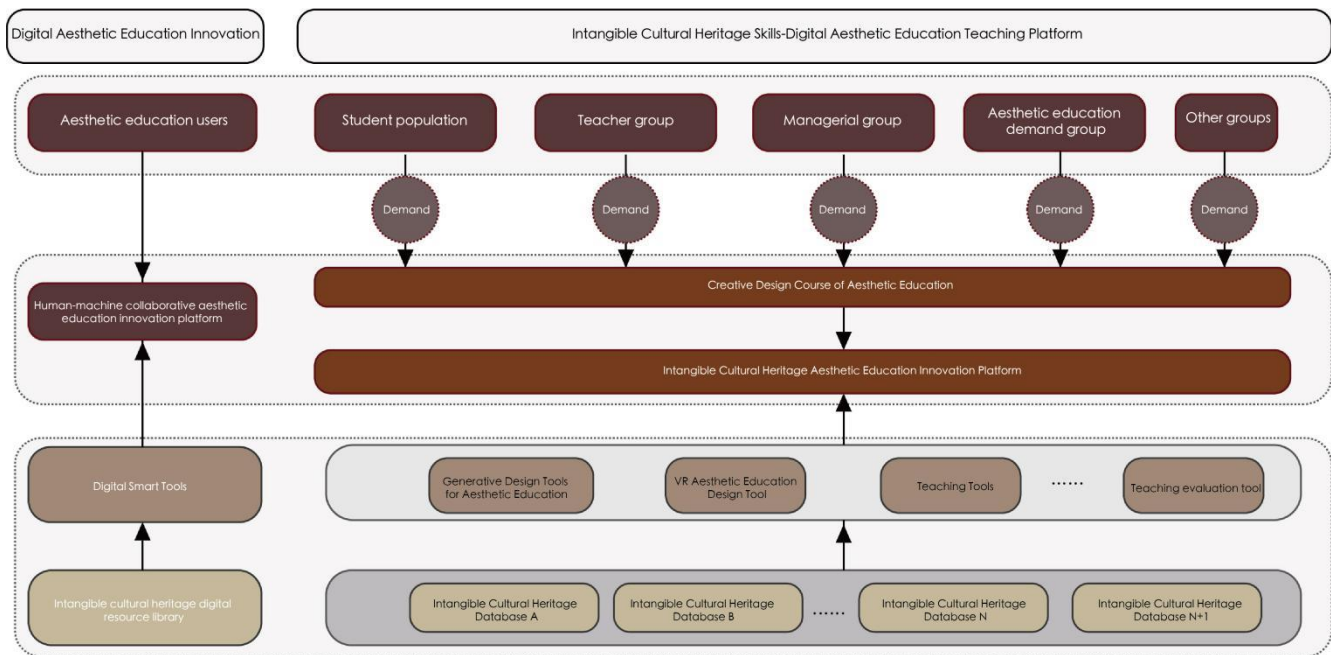 Digital Aesthetic Education Innovation
Intangible Cultural Heritage Skills-Digital Aesthetic Education Teaching Platform
Aesthetic education users
Student population
Teacher group
Managerial group
Aesthetic education
demand group
Other groups
Demand
Demand
Demand
Demand
Demand
Human-machine collaborative aesthetic
education innovation platform
Creative Design Course of Aesthetic Education
Intangible Cultural Heritage Aesthetic Education Innovation Platform
Digital Smart Tools
Generative Design Tools
for Aesthetic Education
VR Aesthetic Education
Design Tool
Teaching Tools
......
Teaching evaluation tool
Intangible cultural heritage digital
resource library
Intangible Cultural Heritage
Database A
Intangible Cultural Heritage
Database B
......
Intangible Cultural Heritage
Database N
Intangible Cultural Heritage
Database N+1